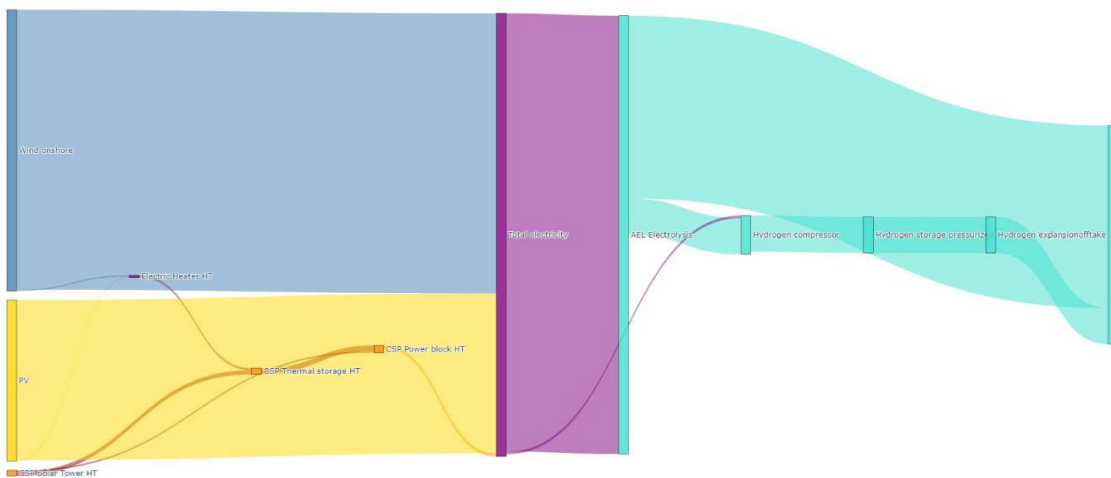 Wind onshore
Electric Heater HT
PV
CSP Thermal storage HT
CSP Power block HT
CSP Solar Tower HT
Total electricity
AEL Electrolysis
Hydrogen compressor
Hydrogen storage pressurize
Hydrogen expansionofftake